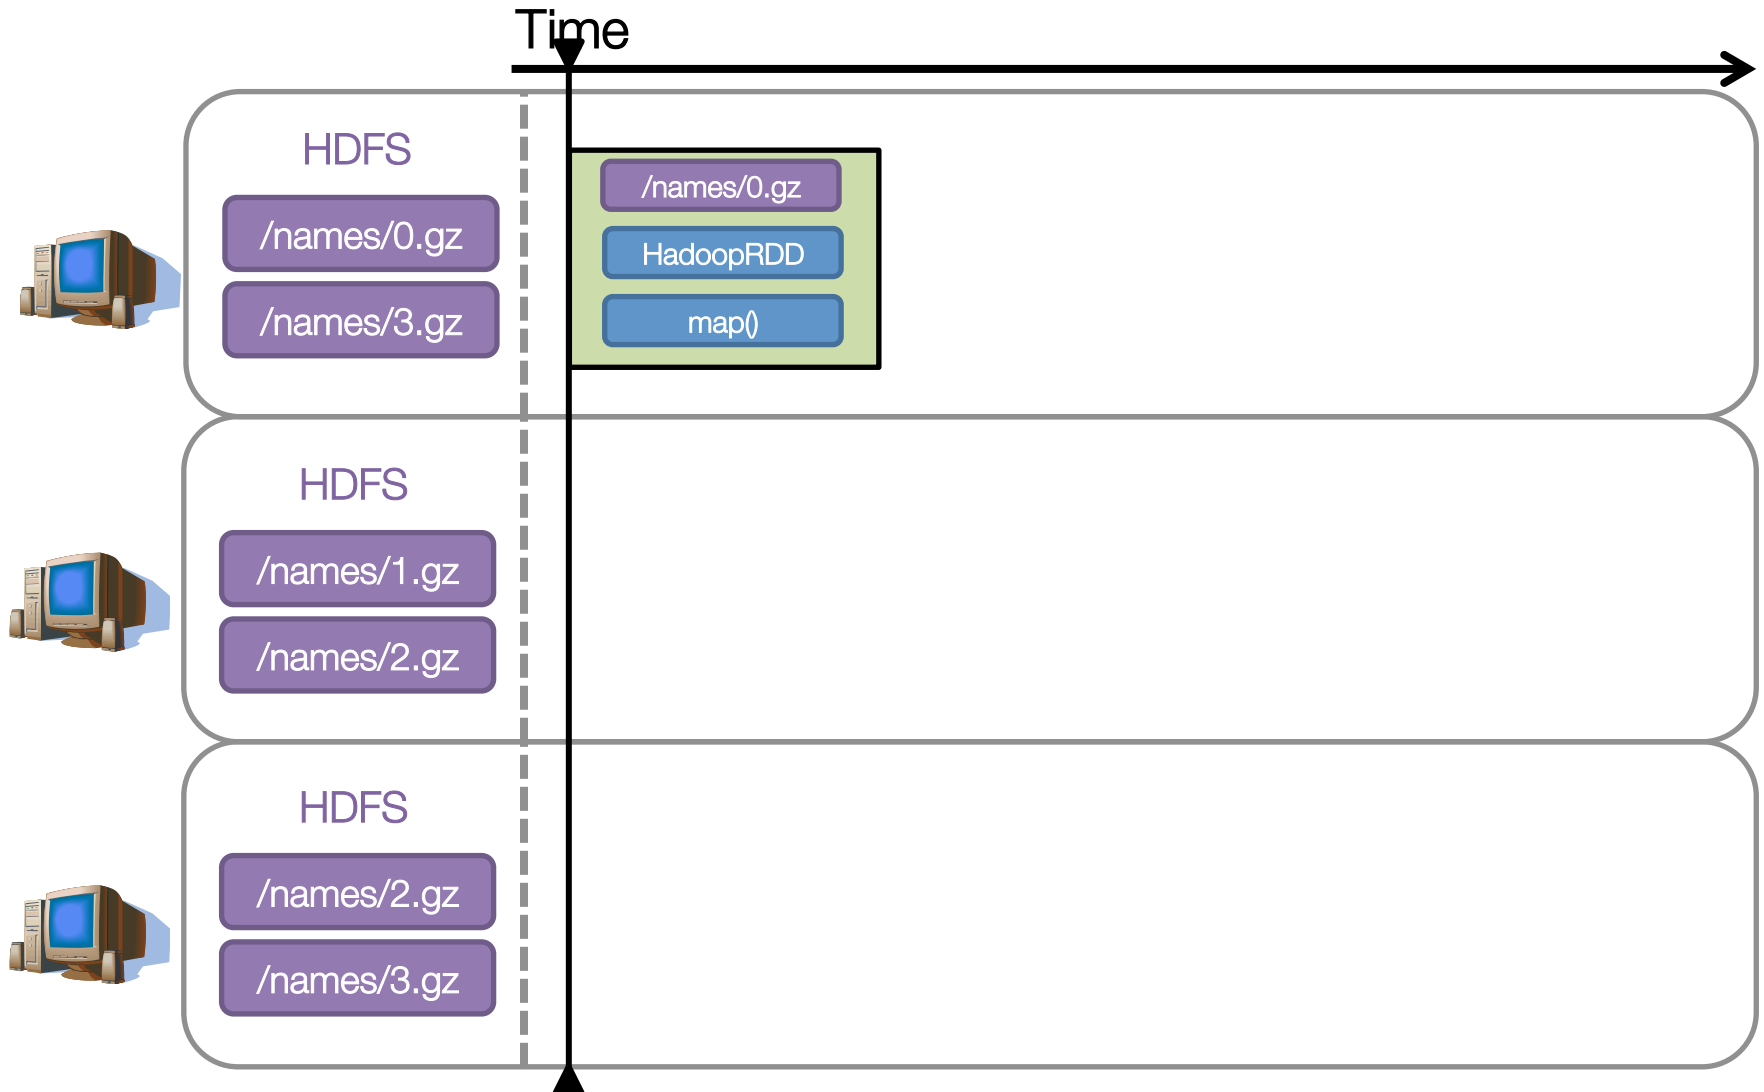 Time
HDFS
/names/0.gz
/names/3.gz
/names/0.gz
HadoopRDD
map()
HDFS
/names/1.gz
/names/2.gz
HDFS
/names/2.gz
/names/3.gz